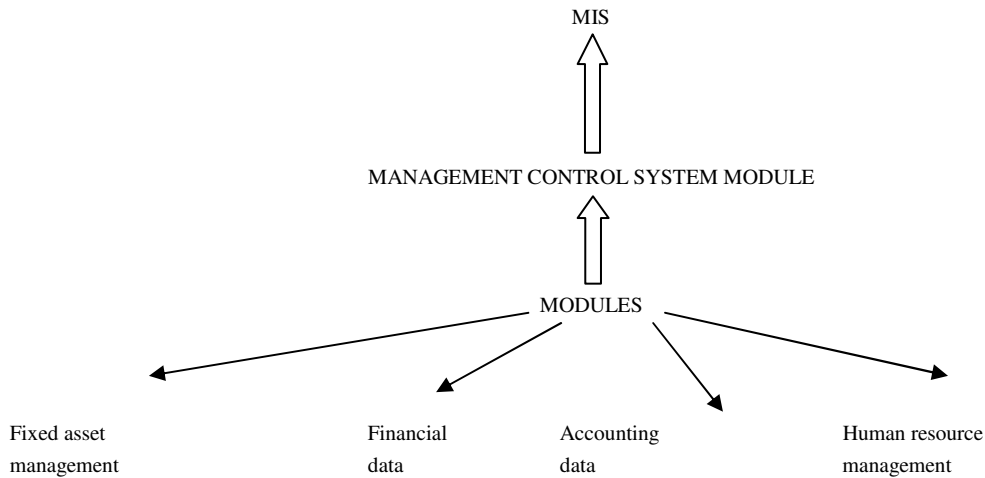 MIS
MANAGEMENT CONTROL SYSTEM MODULE
MODULES
Fixed asset
management
Financial
data
Accounting
data
Human resource
management